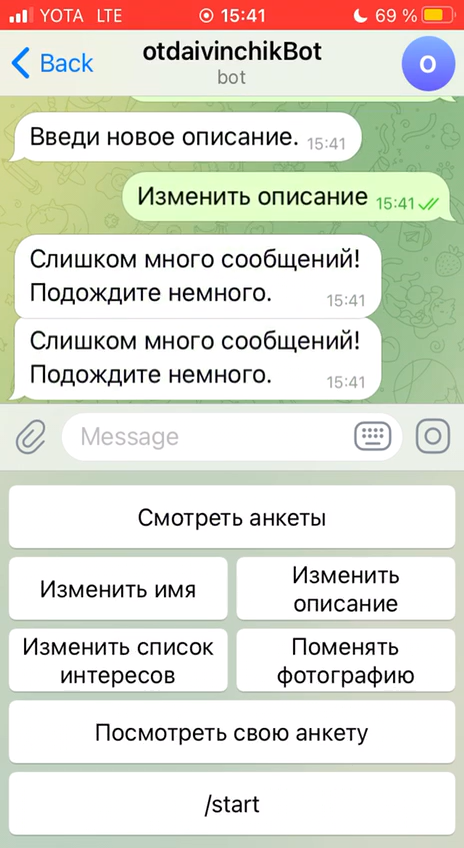 YOTA LTE 15:41 69 %
Back
otdaivinchikBot
bot
O
Введи новое описание. 15:41
Изменить описание 15:41
Слишком много сообщений!
Подождите немного. 15:41
Слишком много сообщений!
Подождите немного. 15:41
Message
Смотреть анкеты
Изменить имя
Изменить
описание
Изменить список
интересов
Поменять
фотографию
Посмотреть свою анкету
/start